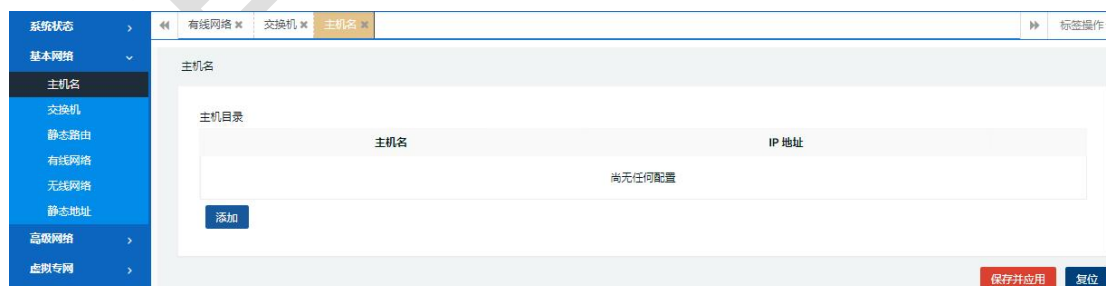 系统状态
有线网络 交换机 主机名 标签操作
基本网络
主机名
主机名
交换机
主机目录
静态路由
主机名 IP 地址
有线网络
尚无任何配置
无线网络
静态地址
添加
高级网络
虚拟专网
保存并应用 复位